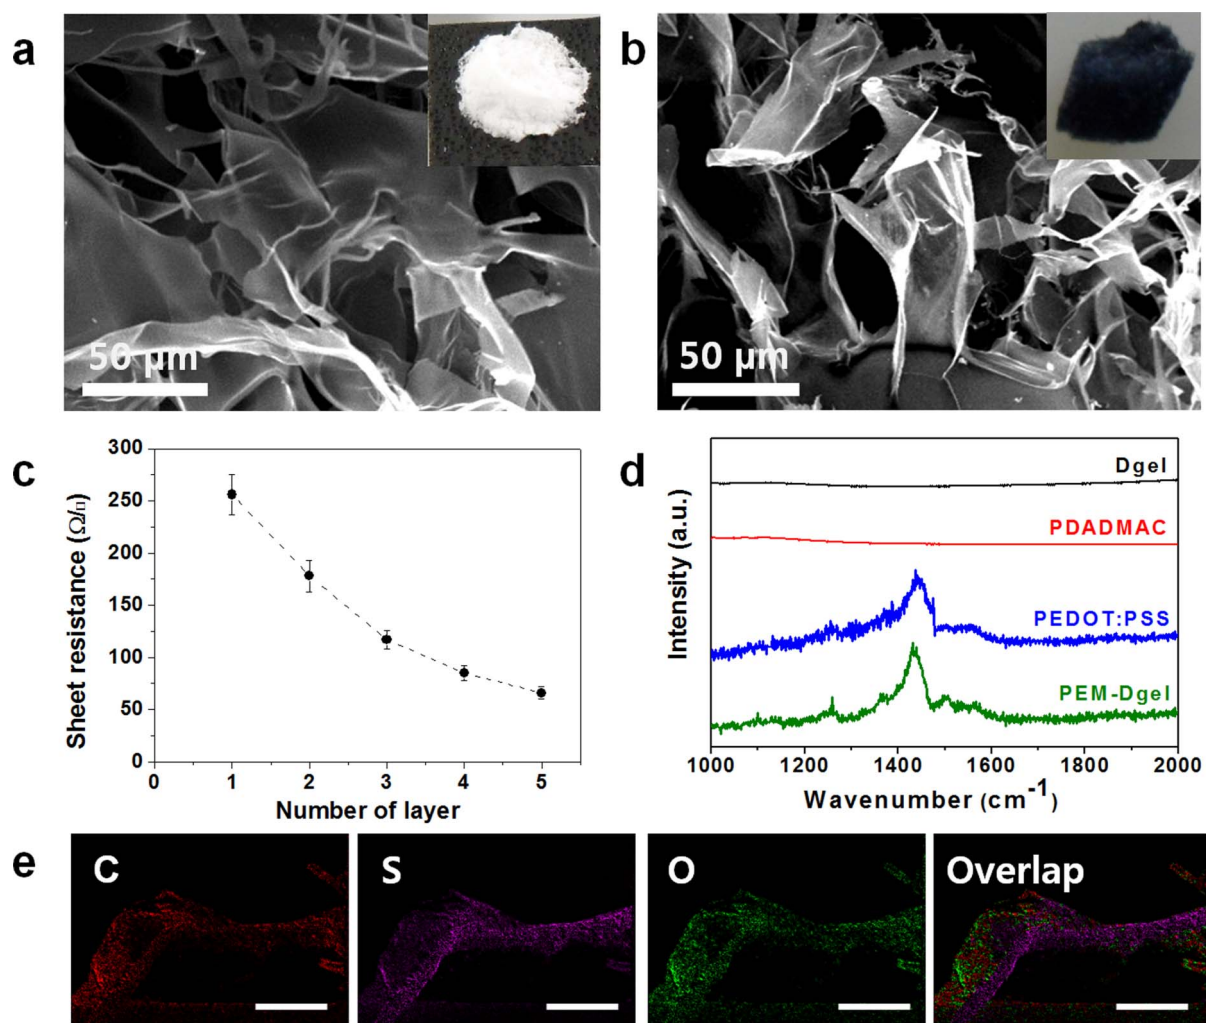 a
b
50 μm
50 μm
c
300
250
200
150
100
50
0
Sheet resistance (Ω/□)
0 1 2 3 4 5
Number of layer
d
Intensity (a.u.)
Dgel
PDADMAC
PEDOT:PSS
PEM-Dgel
1000 1200 1400 1600 1800 2000
Wavenumber (cm⁻¹)
e
C
S
O
Overlap